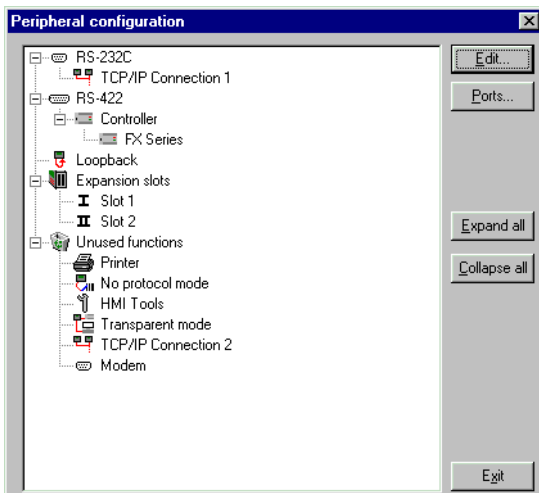 Peripheral configuration
RS-232C
TCP/IP Connection 1
RS-422
Controller
FX Series
Loopback
Expansion slots
I Slot 1
II Slot 2
Unused functions
Printer
No protocol mode
HMI Tools
Transparent mode
TCP/IP Connection 2
Modem
Edit...
Ports...
Expand all
Collapse all
Exit